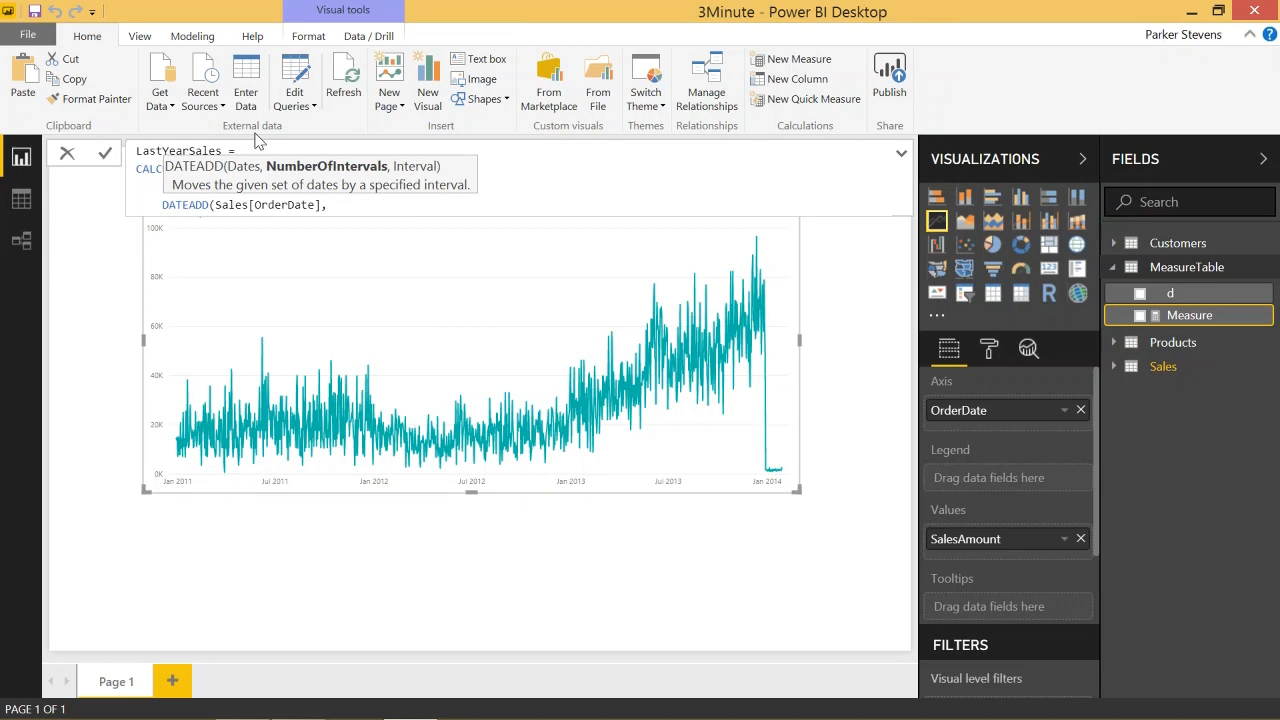 3Minute - Power BI Desktop
Visual tools
File
Home
View
Modeling
Help
Format
Data / Drill
Parker Stevens
Paste
Cut
Copy
Format Painter
Clipboard
Get Data
Recent Sources
Enter Data
Edit Queries
Refresh
External data
New Page
New Visual
Text box
Image
Shapes
Insert
From Marketplace
From File
Custom visuals
Switch Theme
Themes
Manage Relationships
Relationships
New Measure
New Column
New Quick Measure
Calculations
Publish
Share
LastYearSales =
CALC
DATEADD(Dates, NumberOfIntervals, Interval)
Moves the given set of dates by a specified interval.
DATEADD(Sales[OrderDate],
100K
80K
60K
40K
20K
0K
Jan 2011
Jul 2011
Jan 2012
Jul 2012
Jan 2013
Jul 2013
Jan 2014
VISUALIZATIONS
123
R
Axis
OrderDate
Legend
Drag data fields here
Values
SalesAmount
Tooltips
Drag data fields here
FILTERS
Visual level filters
FIELDS
Search
Customers
MeasureTable
d
Measure
Products
Sales
Page 1
PAGE 1 OF 1